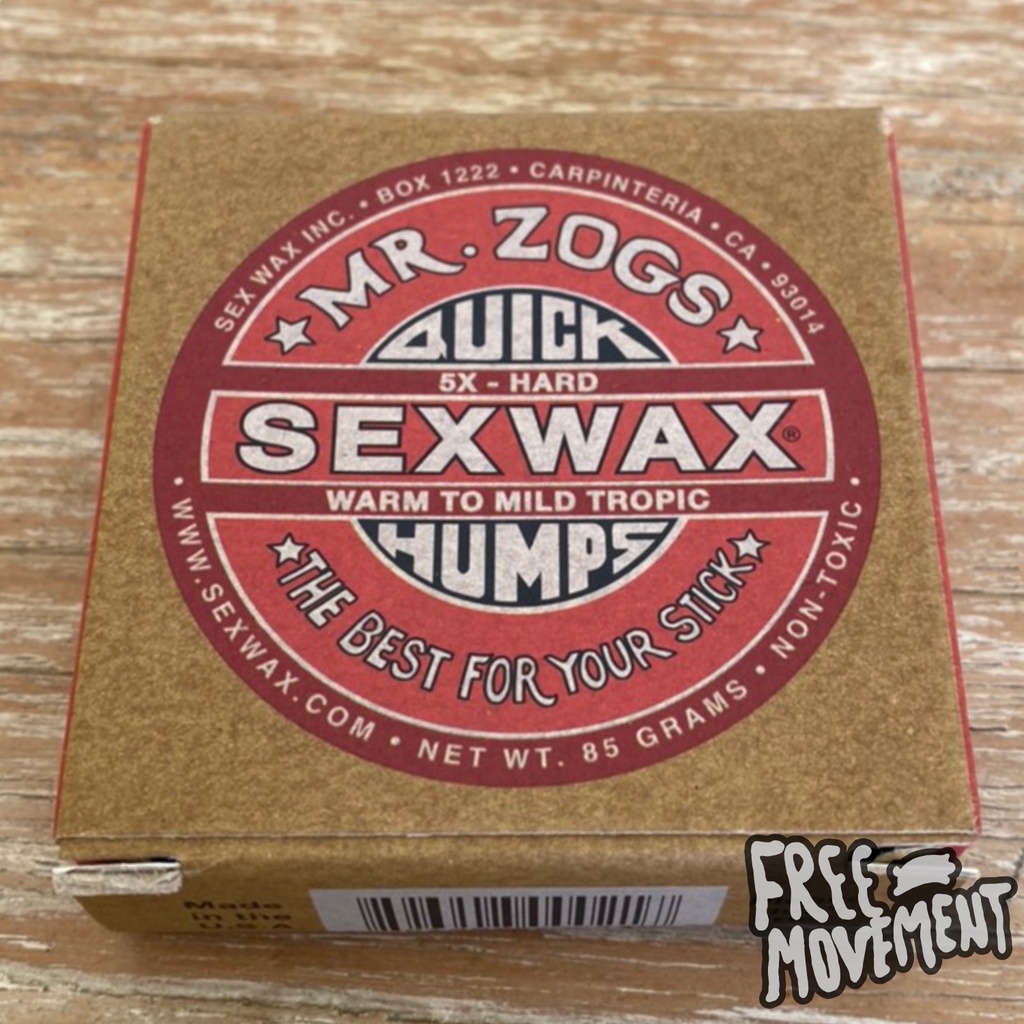 SEX WAX INC. • BOX 1222 • CARPINTERIA • CA • 93014
MR. ZOGS
QUICK
5X - HARD
SEXWAX®
WARM TO MILD TROPIC
HUMPS
THE BEST FOR YOUR STICK
• WWW.SEXWAX.COM • NET WT. 85 GRAMS • NON-TOXIC •
Made
in the
U.S.A
FREE
MOVEMENT